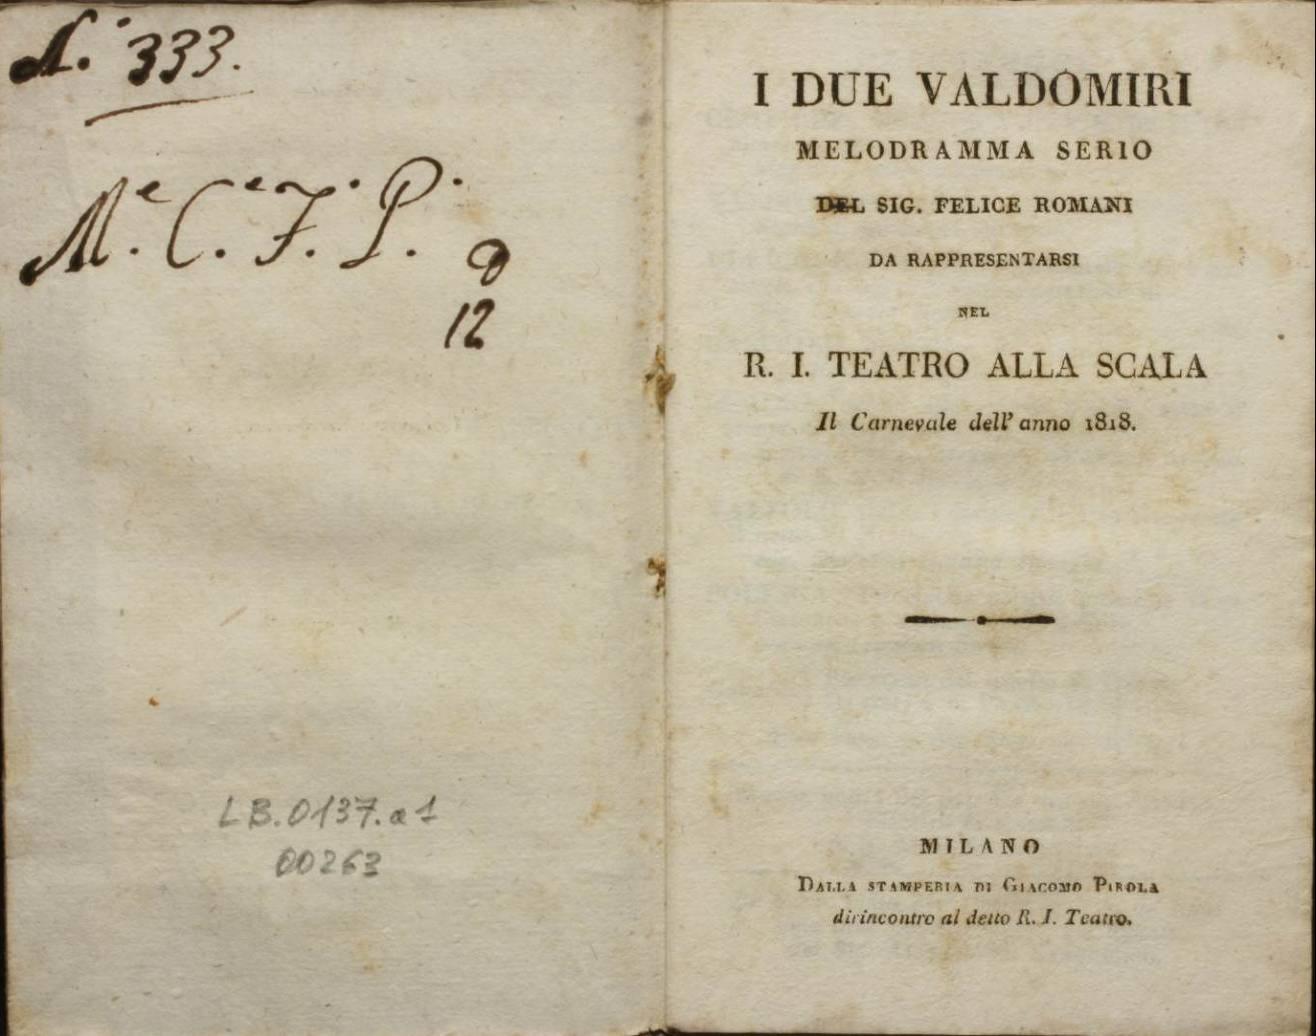 N. 333.
M.e C.e F. P.
12
LB.0137.a1
00263
I DUE VALDOMIRI
MELODRAMMA SERIO
DEL SIG. FELICE ROMANI
DA RAPPRESENTARSI
NEL
R. I. TEATRO ALLA SCALA
Il Carnevale dell' anno 1818.
MILANO
DALLA STAMPERIA DI GIACOMO PIROLA
dirincontro al detto R. I. Teatro.